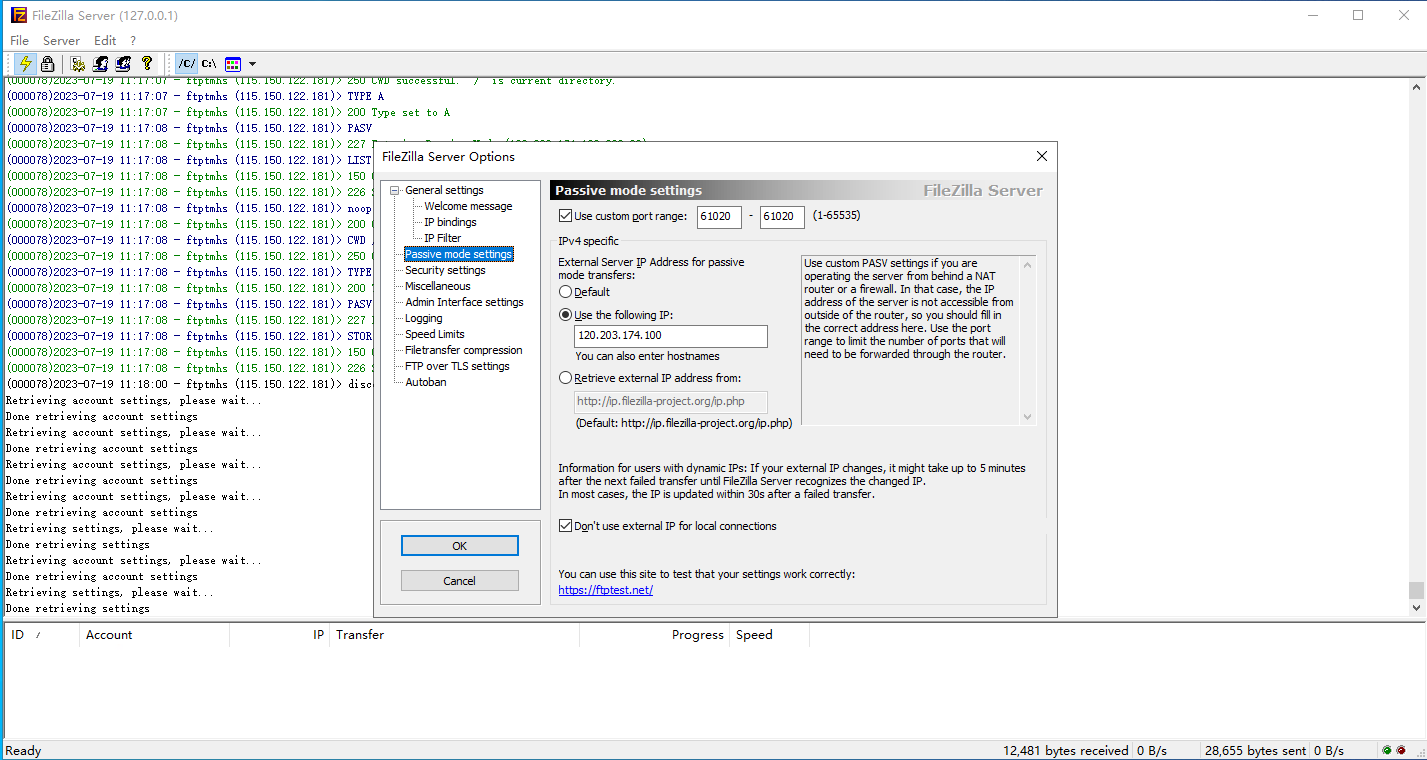 FileZilla Server (127.0.0.1)
File Server Edit ?
/C/ C:\
(000078)2023-07-19 11:17:07 - ftptmhs (115.150.122.181)> 250 CWD successful. "/" is current directory.
(000078)2023-07-19 11:17:07 - ftptmhs (115.150.122.181)> TYPE A
(000078)2023-07-19 11:17:07 - ftptmhs (115.150.122.181)> 200 Type set to A
(000078)2023-07-19 11:17:08 - ftptmhs (115.150.122.181)> PASV
(000078)2023-07-19 11:17:08 - ftptmhs (115.150.122.181)> 227
(000078)2023-07-19 11:17:08 - ftptmhs (115.150.122.181)> LIST
(000078)2023-07-19 11:17:08 - ftptmhs (115.150.122.181)> 150
(000078)2023-07-19 11:17:08 - ftptmhs (115.150.122.181)> 226
(000078)2023-07-19 11:17:08 - ftptmhs (115.150.122.181)> noop
(000078)2023-07-19 11:17:08 - ftptmhs (115.150.122.181)> 200
(000078)2023-07-19 11:17:08 - ftptmhs (115.150.122.181)> CWD
(000078)2023-07-19 11:17:08 - ftptmhs (115.150.122.181)> 250
(000078)2023-07-19 11:17:08 - ftptmhs (115.150.122.181)> TYPE
(000078)2023-07-19 11:17:08 - ftptmhs (115.150.122.181)> 200
(000078)2023-07-19 11:17:08 - ftptmhs (115.150.122.181)> PASV
(000078)2023-07-19 11:17:08 - ftptmhs (115.150.122.181)> 227
(000078)2023-07-19 11:17:08 - ftptmhs (115.150.122.181)> STOR
(000078)2023-07-19 11:17:08 - ftptmhs (115.150.122.181)> 150
(000078)2023-07-19 11:17:08 - ftptmhs (115.150.122.181)> 226
(000078)2023-07-19 11:18:00 - ftptmhs (115.150.122.181)> disc
Retrieving account settings, please wait...
Done retrieving account settings
Retrieving account settings, please wait...
Done retrieving account settings
Retrieving account settings, please wait...
Done retrieving account settings
Retrieving account settings, please wait...
Done retrieving account settings
Retrieving settings, please wait...
Done retrieving settings
Retrieving account settings, please wait...
Done retrieving account settings
Retrieving settings, please wait...
Done retrieving settings
FileZilla Server Options
General settings
Welcome message
IP bindings
IP Filter
Passive mode settings
Security settings
Miscellaneous
Admin Interface settings
Logging
Speed Limits
Filetransfer compression
FTP over TLS settings
Autoban
OK
Cancel
Passive mode settings FileZilla Server
Use custom port range: 61020 - 61020 (1-65535)
IPv4 specific
External Server IP Address for passive
mode transfers:
Default
Use the following IP:
120.203.174.100
You can also enter hostnames
Retrieve external IP address from:
http://ip.filezilla-project.org/ip.php
(Default: http://ip.filezilla-project.org/ip.php)
Use custom PASV settings if you are
operating the server from behind a NAT
router or a firewall. In that case, the IP
address of the server is not accessible from
outside of the router, so you should fill in
the correct address here. Use the port
range to limit the number of ports that will
need to be forwarded through the router.
Information for users with dynamic IPs: If your external IP changes, it might take up to 5 minutes
after the next failed transfer until FileZilla Server recognizes the changed IP.
In most cases, the IP is updated within 30s after a failed transfer.
Don't use external IP for local connections
You can use this site to test that your settings work correctly:
https://ftptest.net/
ID / Account IP Transfer Progress Speed
Ready 12,481 bytes received 0 B/s 28,655 bytes sent 0 B/s